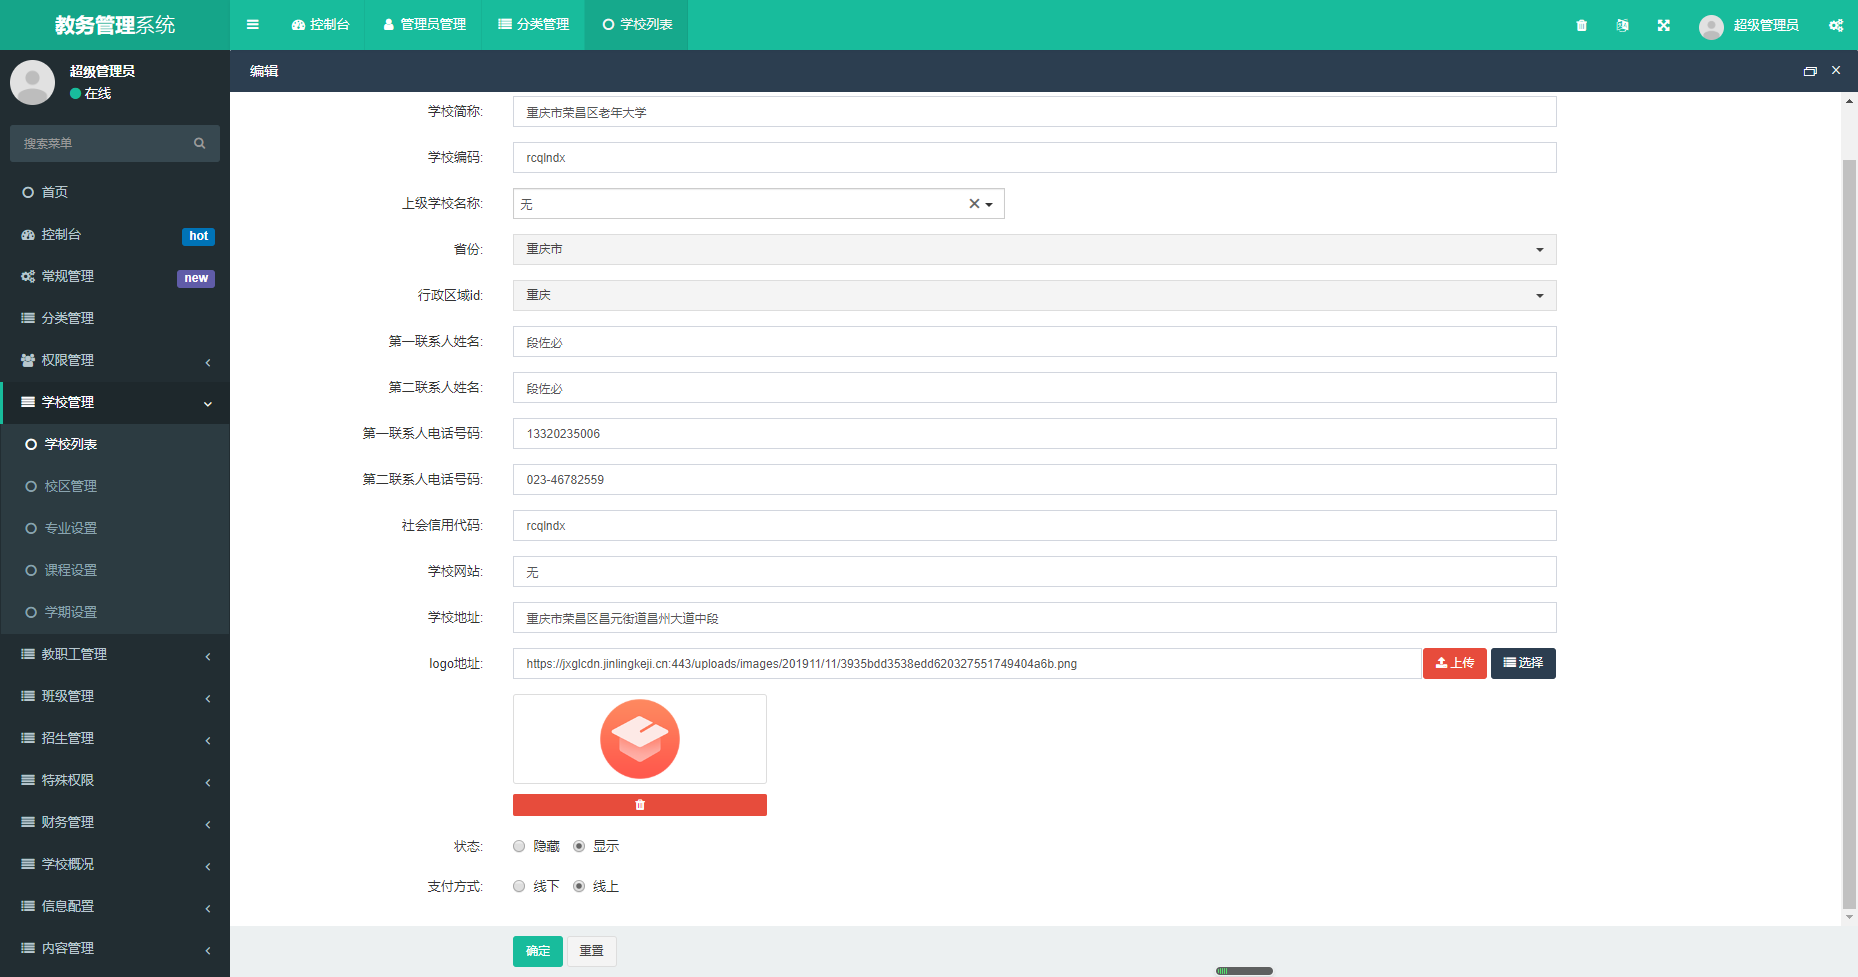 教务管理系统
控制台
管理员管理
分类管理
学校列表
超级管理员
超级管理员
在线
搜索菜单
首页
控制台 hot
常规管理 new
分类管理
权限管理
学校管理
学校列表
校区管理
专业设置
课程设置
学期设置
教职工管理
班级管理
招生管理
特殊权限
财务管理
学校概况
信息配置
内容管理
编辑
学校简称: 重庆市荣昌区老年大学
学校编码: rcqlndx
上级学校名称: 无
省份: 重庆市
行政区域id: 重庆
第一联系人姓名: 段佐必
第二联系人姓名: 段佐必
第一联系人电话号码: 13320235006
第二联系人电话号码: 023-46782559
社会信用代码: rcqlndx
学校网站: 无
学校地址: 重庆市荣昌区昌元街道昌州大道中段
logo地址: https://jxglcdn.jinlingkeji.cn:443/uploads/images/201911/11/3935bdd3538edd620327551749404a6b.png 上传 选择
状态: 隐藏 显示
支付方式: 线下 线上
确定 重置